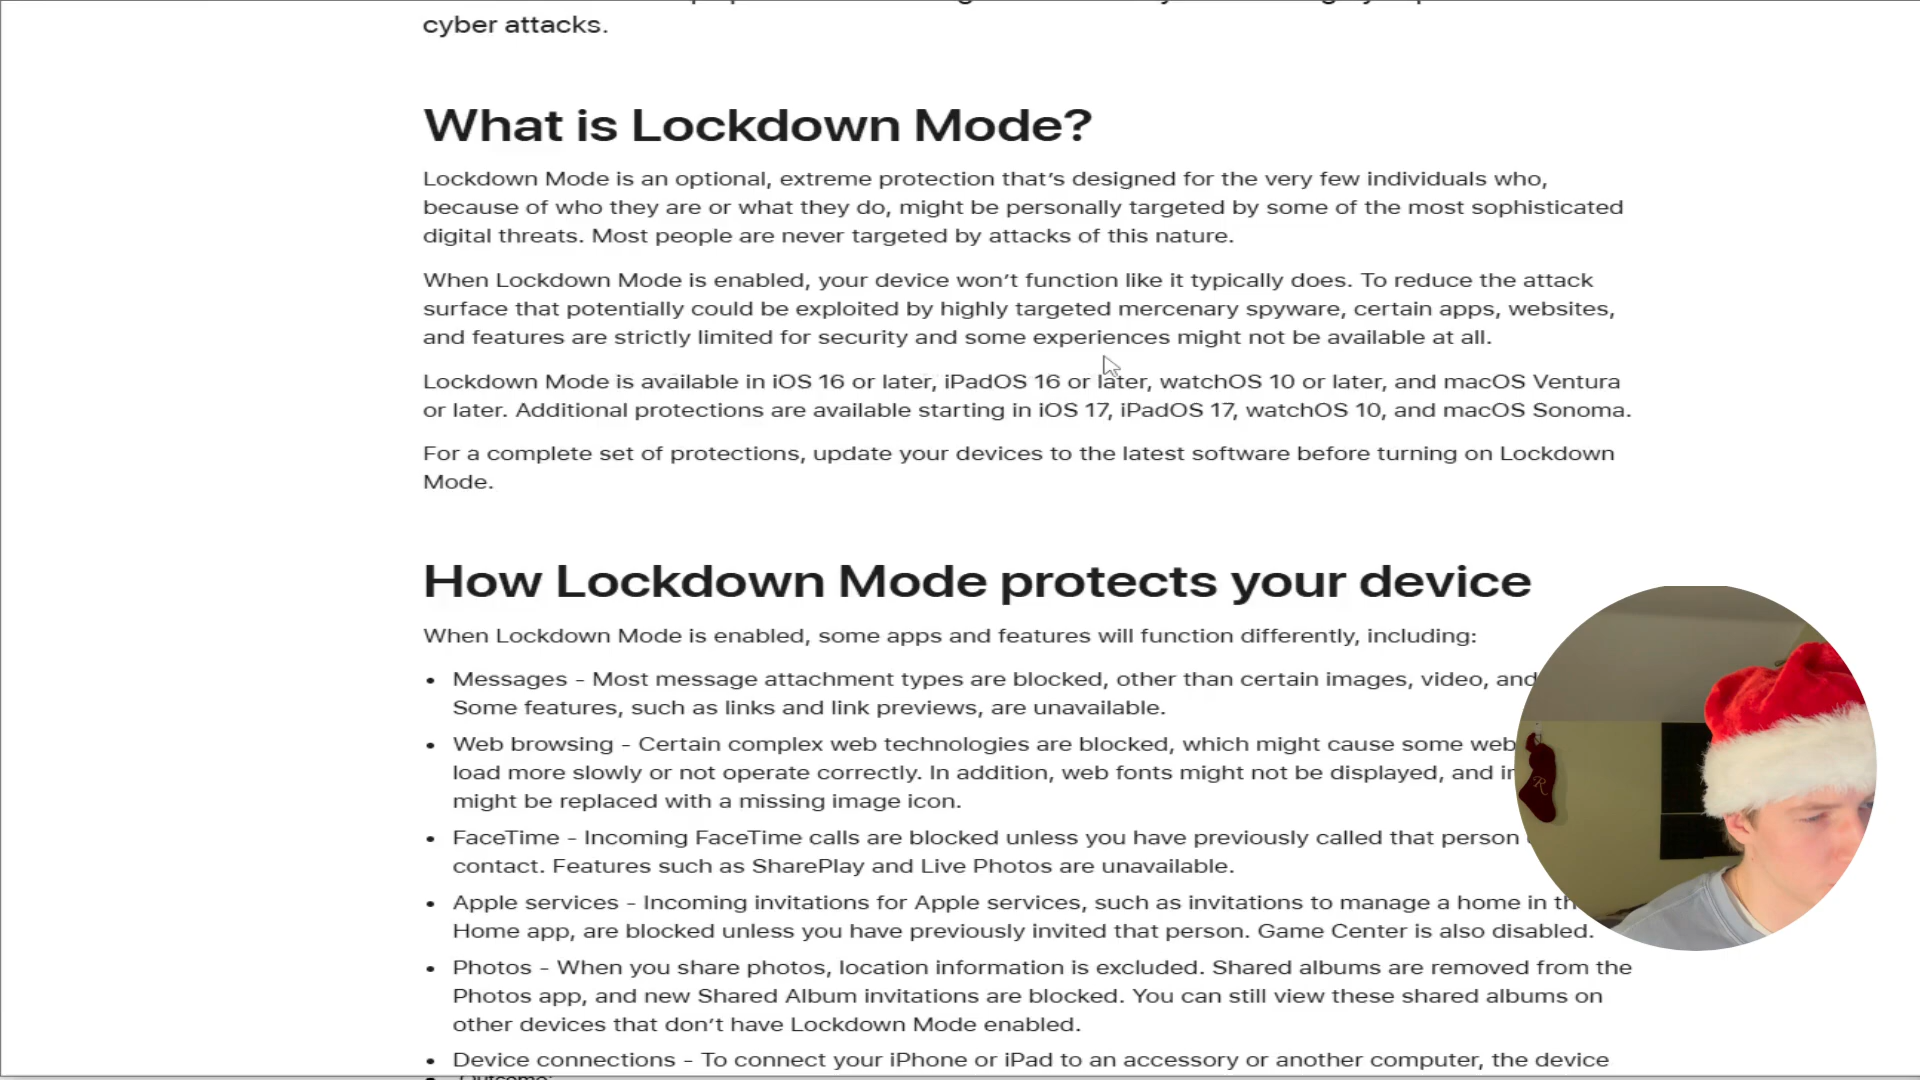 cyber attacks.
What is Lockdown Mode?
Lockdown Mode is an optional, extreme protection that's designed for the very few individuals who,
because of who they are or what they do, might be personally targeted by some of the most sophisticated
digital threats. Most people are never targeted by attacks of this nature.
When Lockdown Mode is enabled, your device won't function like it typically does. To reduce the attack
surface that potentially could be exploited by highly targeted mercenary spyware, certain apps, websites,
and features are strictly limited for security and some experiences might not be available at all.
Lockdown Mode is available in iOS 16 or later, iPadOS 16 or later, watchOS 10 or later, and macOS Ventura
or later. Additional protections are available starting in iOS 17, iPadOS 17, watchOS 10, and macOS Sonoma.
For a complete set of protections, update your devices to the latest software before turning on Lockdown
Mode.
How Lockdown Mode protects your device
When Lockdown Mode is enabled, some apps and features will function differently, including:
• Messages - Most message attachment types are blocked, other than certain images, video, and
Some features, such as links and link previews, are unavailable.
• Web browsing - Certain complex web technologies are blocked, which might cause some web
load more slowly or not operate correctly. In addition, web fonts might not be displayed, and
might be replaced with a missing image icon.
• FaceTime - Incoming FaceTime calls are blocked unless you have previously called that person
contact. Features such as SharePlay and Live Photos are unavailable.
• Apple services - Incoming invitations for Apple services, such as invitations to manage a home in
Home app, are blocked unless you have previously invited that person. Game Center is also disabled.
• Photos - When you share photos, location information is excluded. Shared albums are removed from the
Photos app, and new Shared Album invitations are blocked. You can still view these shared albums on
other devices that don't have Lockdown Mode enabled.
• Device connections - To connect your iPhone or iPad to an accessory or another computer, the device
R